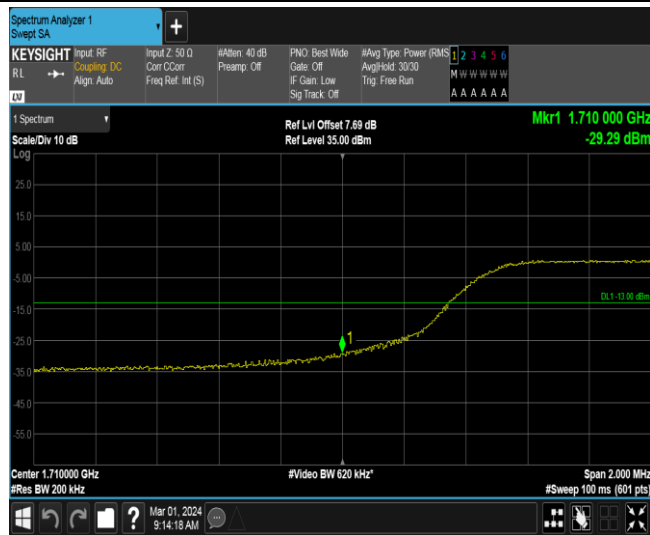 Spectrum Analyzer 1
Swept SA
+
KEYSIGHT
RL
LXI
Input: RF
Coupling: DC
Align: Auto
Input Z: 50 Ω
Corr CCorr
Freq Ref: Int (S)
#Atten: 40 dB
Preamp: Off
PNO: Best Wide
Gate: Off
IF Gain: Low
Sig Track: Off
#Avg Type: Power (RMS
Avg|Hold: 30/30
Trig: Free Run
1 2 3 4 5 6
M W W W W W
A A A A A A
1 Spectrum
Scale/Div 10 dB
Log
Ref Lvl Offset 7.69 dB
Ref Level 35.00 dBm
Mkr1 1.710 000 GHz
-29.29 dBm
25.0
15.0
5.00
-5.00
DL1 -13.00 dBm
-15.0
1
-25.0
-35.0
-45.0
-55.0
Center 1.710000 GHz
#Video BW 620 kHz*
Span 2.000 MHz
#Res BW 200 kHz
#Sweep 100 ms (601 pts)
?
Mar 01, 2024
9:14:18 AM